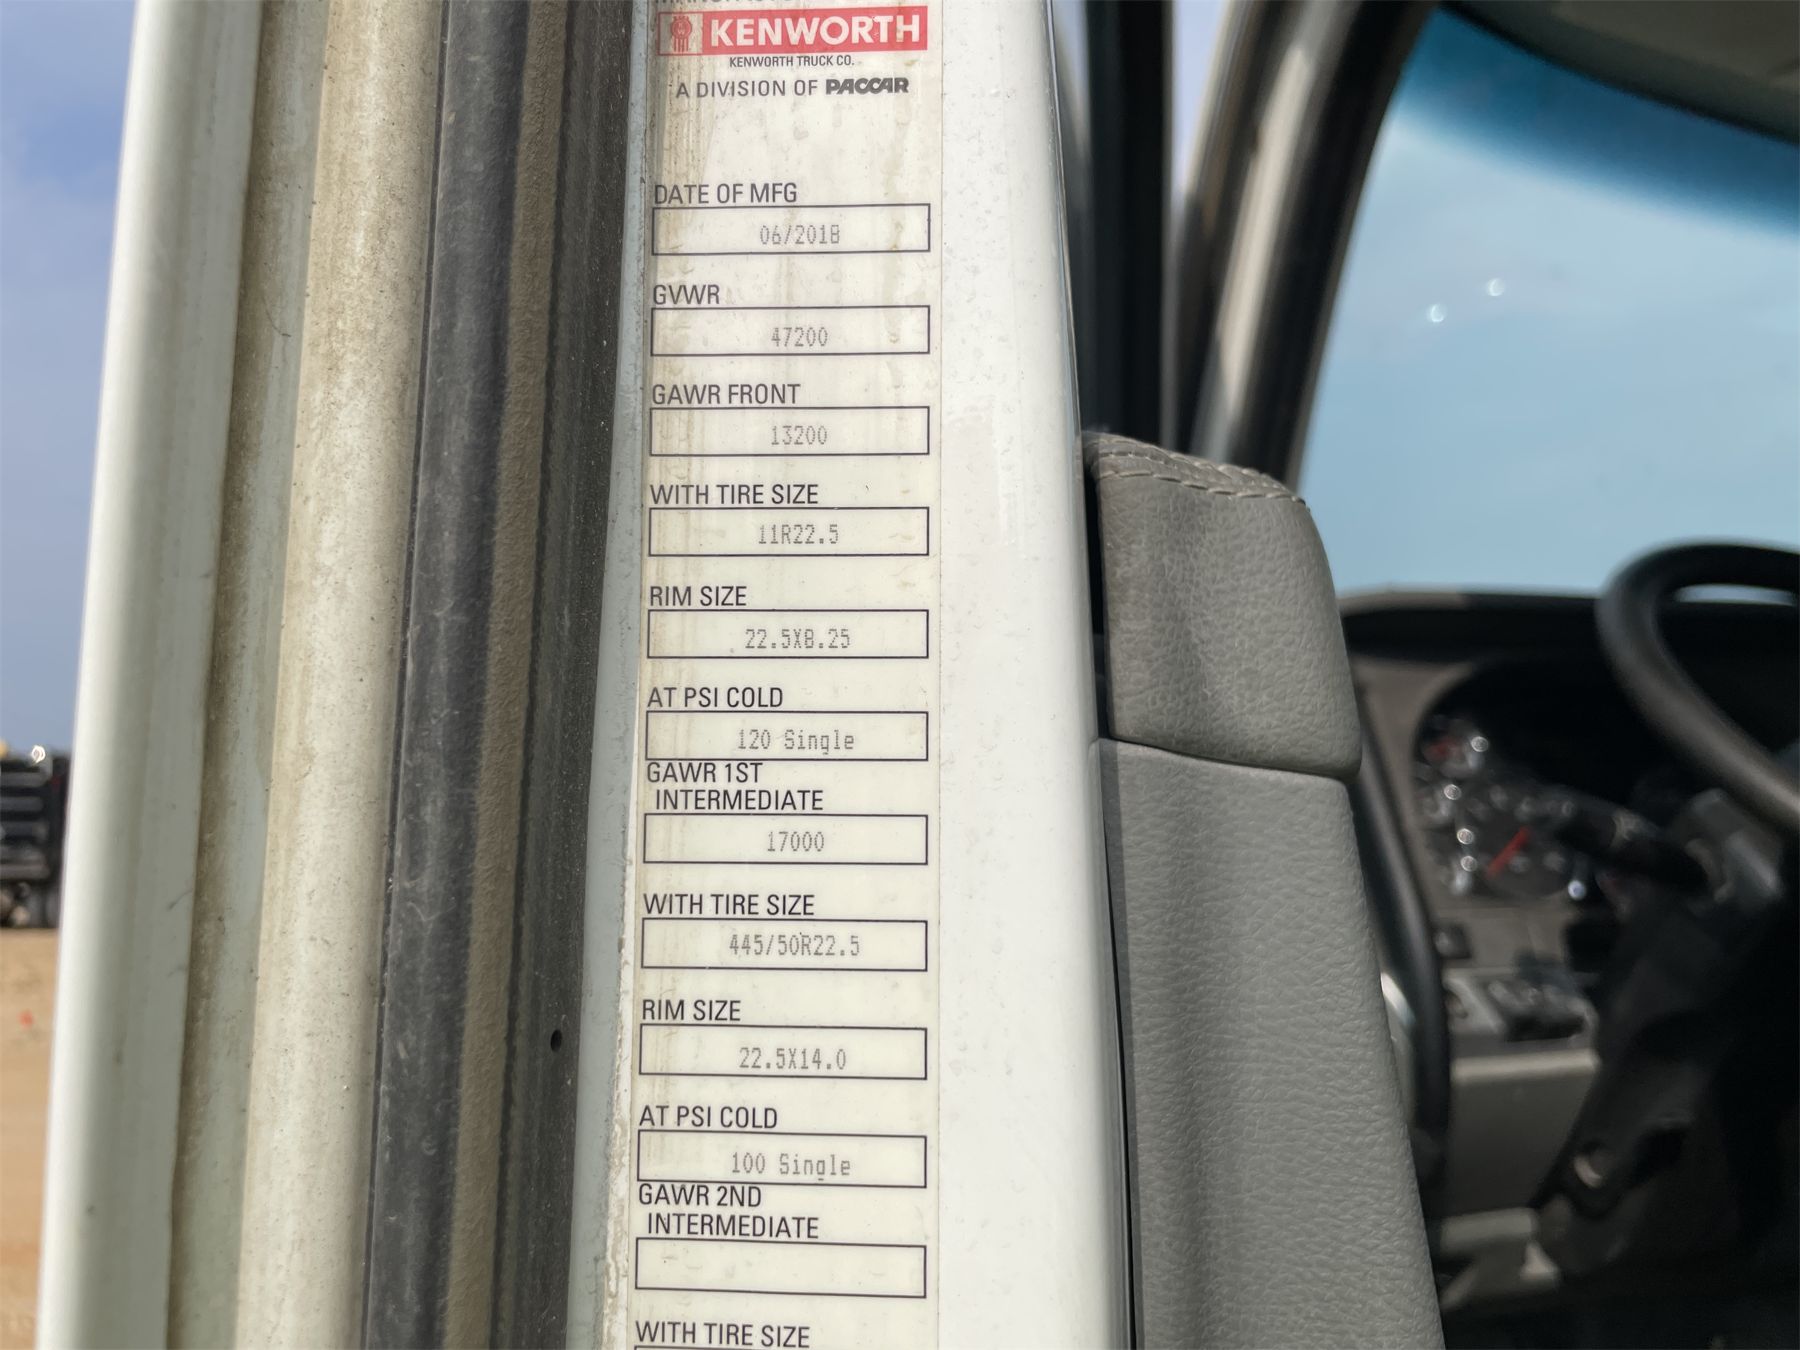 KENWORTH
KENWORTH TRUCK CO.
A DIVISION OF PACCAR
DATE OF MFG
06/2018
GVWR
47200
GAWR FRONT
13200
WITH TIRE SIZE
11R22.5
RIM SIZE
22.5X8.25
AT PSI COLD
120 Single
GAWR 1ST
INTERMEDIATE
17000
WITH TIRE SIZE
445/50R22.5
RIM SIZE
22.5X14.0
AT PSI COLD
100 Single
GAWR 2ND
INTERMEDIATE
WITH TIRE SIZE